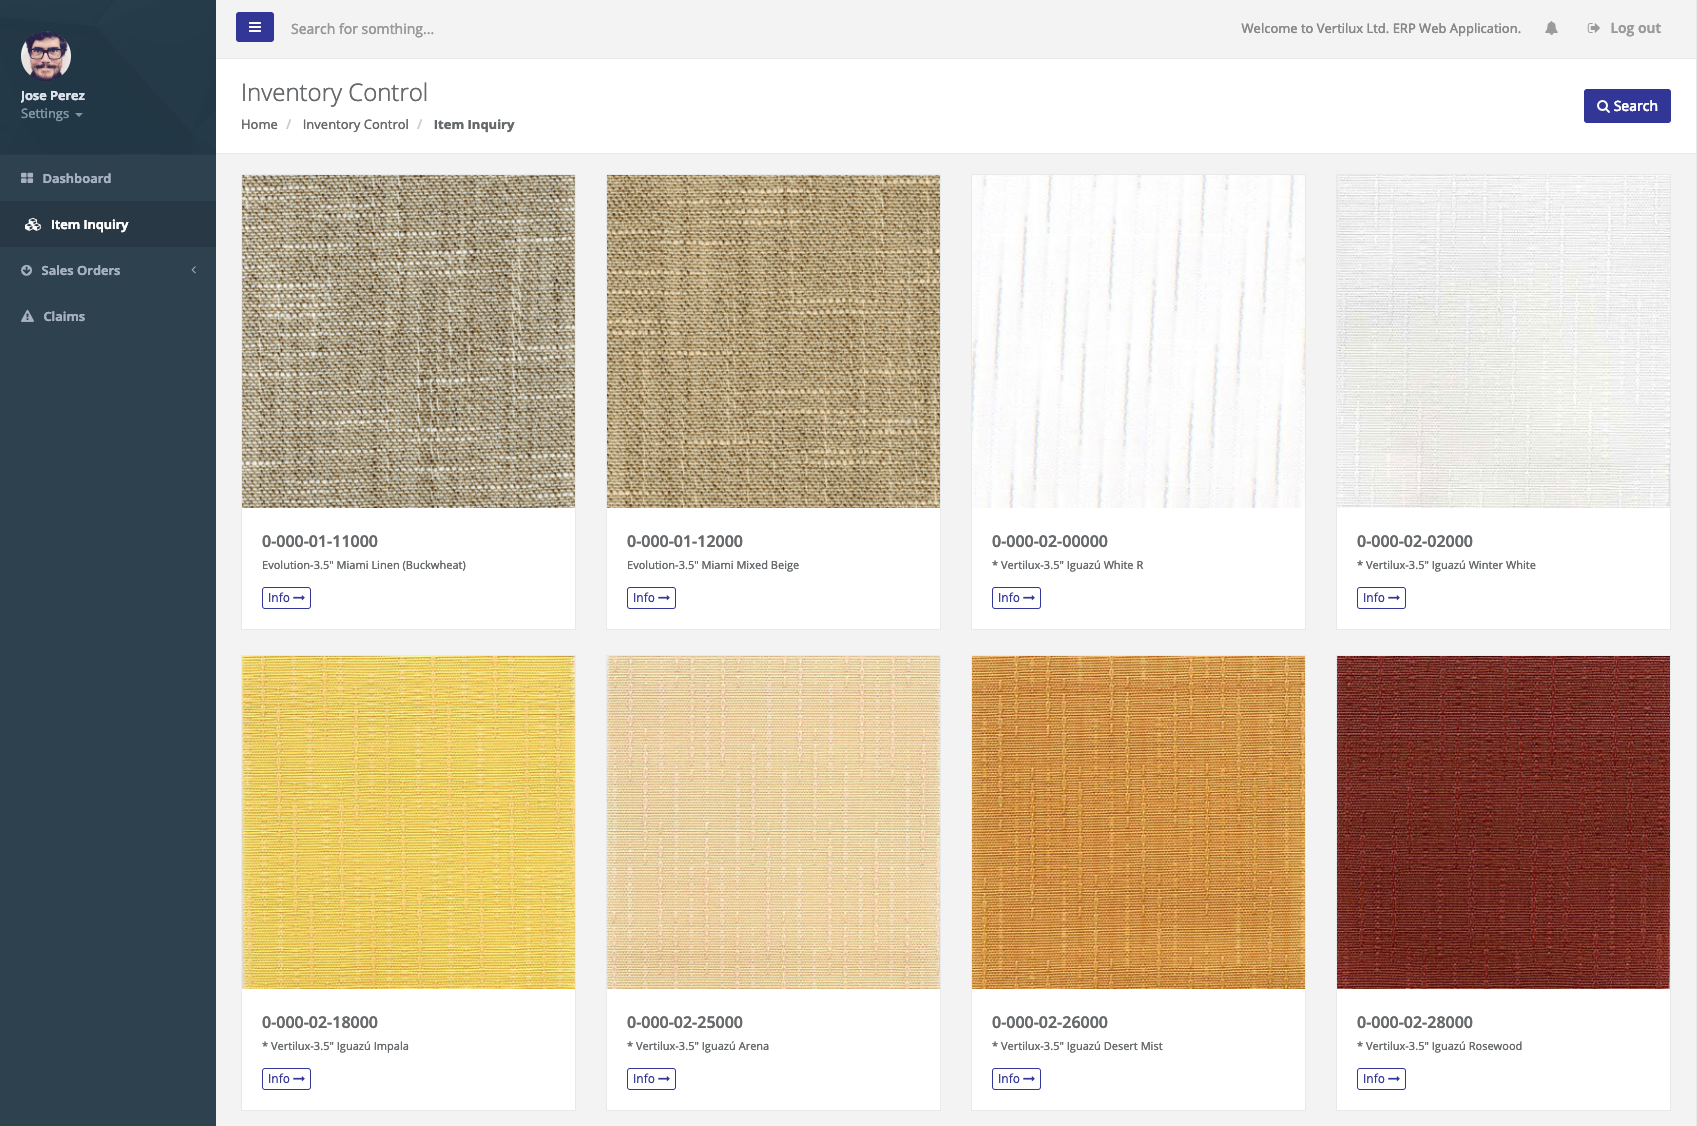 Jose Perez
Settings
Dashboard
Item Inquiry
Sales Orders
Claims
Search for somthing...
Welcome to Vertilux Ltd. ERP Web Application.
Log out
Inventory Control
Home / Inventory Control / Item Inquiry
Search
0-000-01-11000
Evolution-3.5" Miami Linen (Buckwheat)
Info
0-000-01-12000
Evolution-3.5" Miami Mixed Beige
Info
0-000-02-00000
* Vertilux-3.5" Iguazú White R
Info
0-000-02-02000
* Vertilux-3.5" Iguazú Winter White
Info
0-000-02-18000
* Vertilux-3.5" Iguazú Impala
Info
0-000-02-25000
* Vertilux-3.5" Iguazú Arena
Info
0-000-02-26000
* Vertilux-3.5" Iguazú Desert Mist
Info
0-000-02-28000
* Vertilux-3.5" Iguazú Rosewood
Info